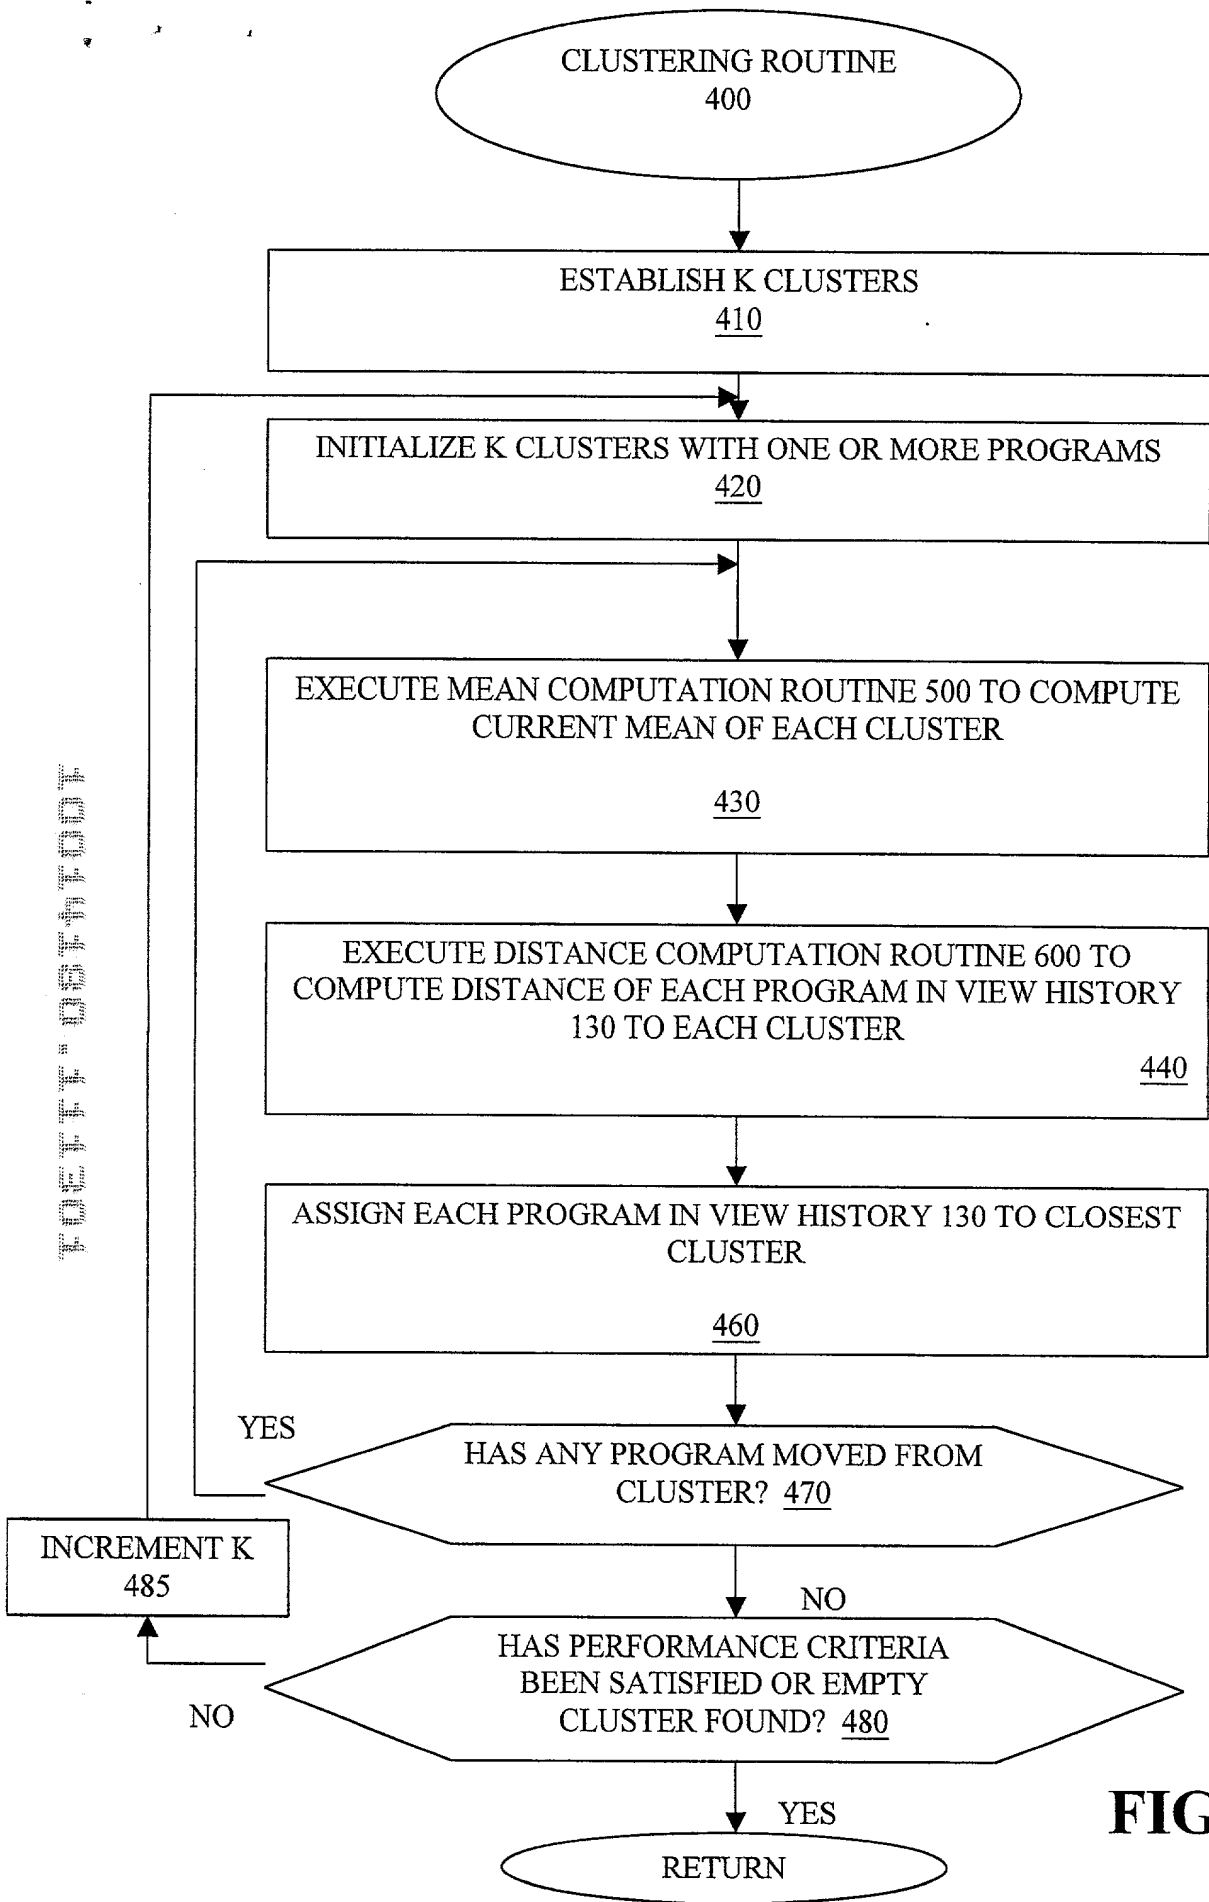 CLUSTERING ROUTINE
400
ESTABLISH K CLUSTERS
410
INITIALIZE K CLUSTERS WITH ONE OR MORE PROGRAMS
420
EXECUTE MEAN COMPUTATION ROUTINE 500 TO COMPUTE
CURRENT MEAN OF EACH CLUSTER
430
EXECUTE DISTANCE COMPUTATION ROUTINE 600 TO
COMPUTE DISTANCE OF EACH PROGRAM IN VIEW HISTORY
130 TO EACH CLUSTER
440
ASSIGN EACH PROGRAM IN VIEW HISTORY 130 TO CLOSEST
CLUSTER
460
YES
HAS ANY PROGRAM MOVED FROM
CLUSTER? 470
INCREMENT K
485
NO
HAS PERFORMANCE CRITERIA
BEEN SATISFIED OR EMPTY
CLUSTER FOUND? 480
NO
YES
FIG
RETURN